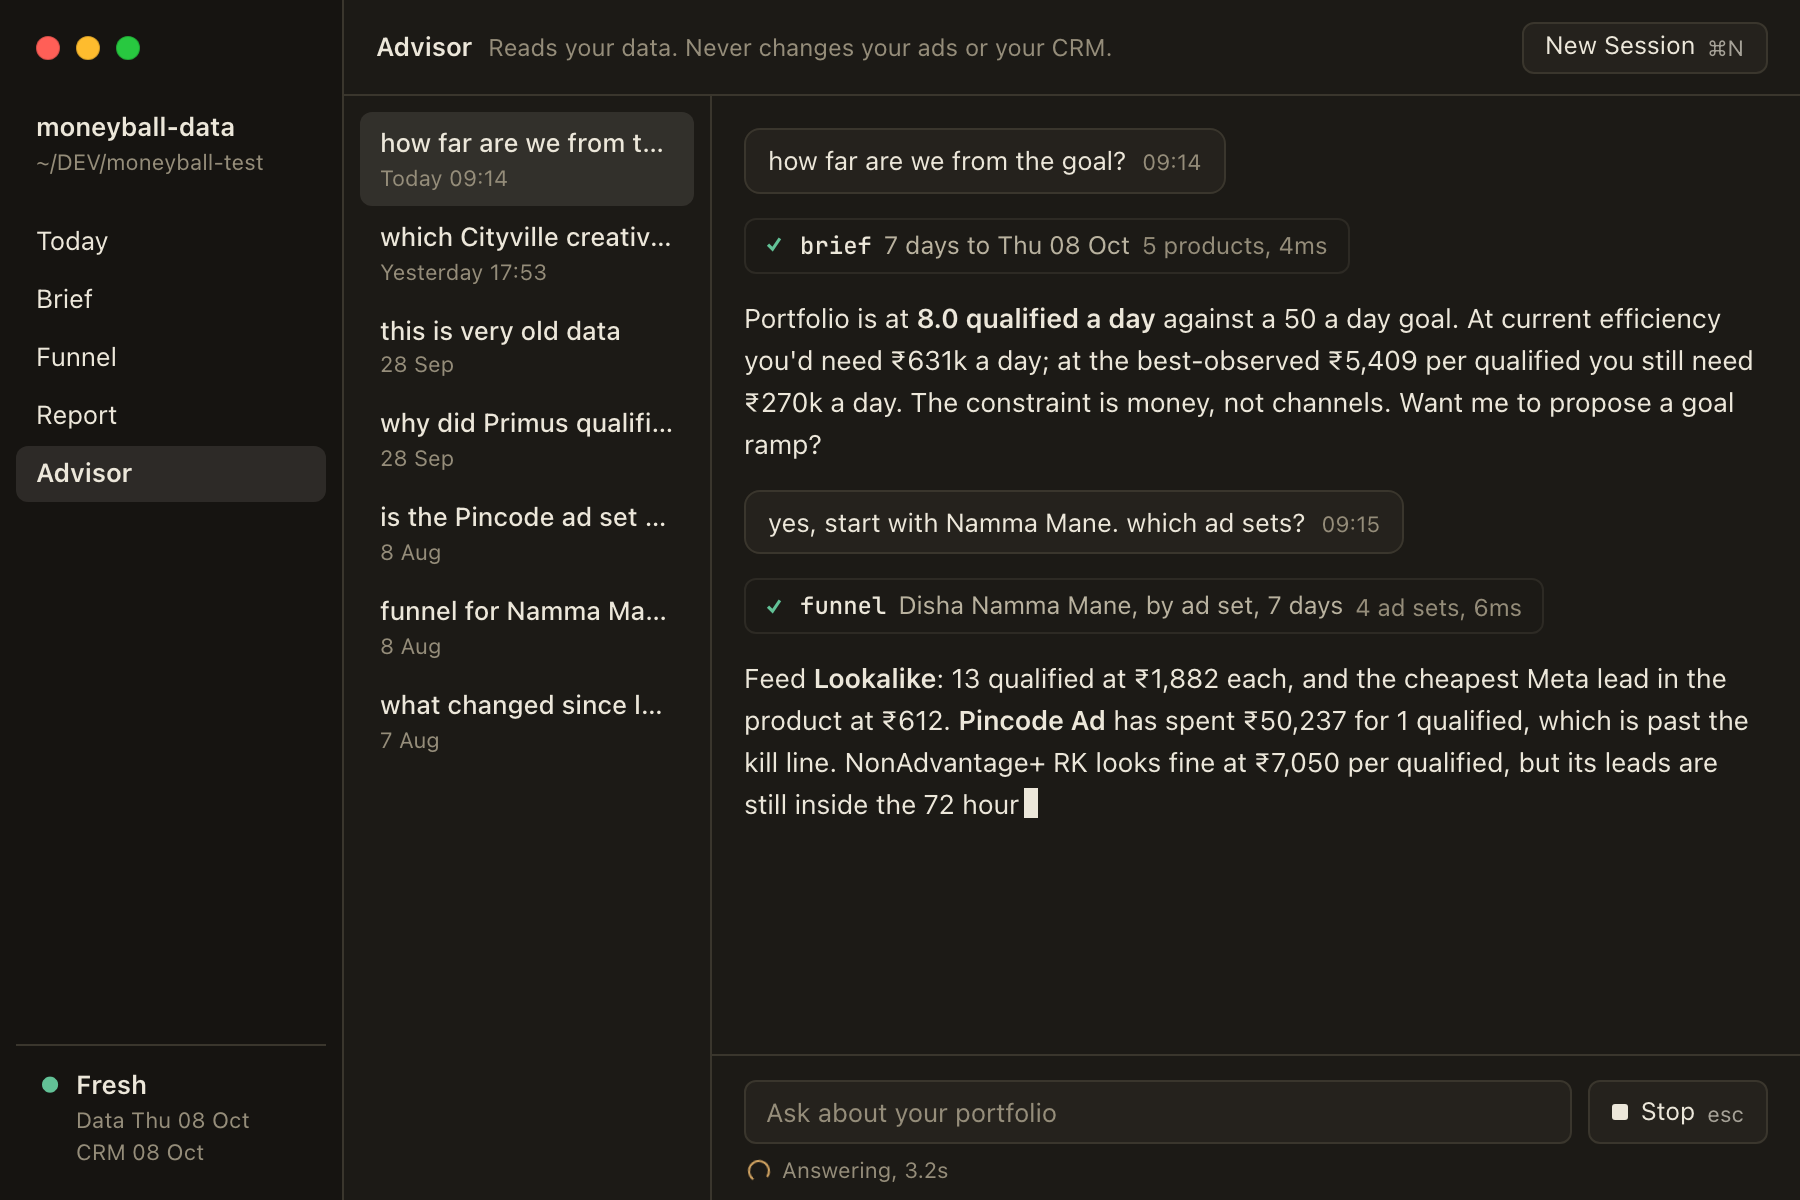 moneyball-data
~/DEV/moneyball-test
Today
Brief
Funnel
Report
Advisor
Fresh
Data Thu 08 Oct
CRM 08 Oct
Advisor Reads your data. Never changes your ads or your CRM.
New Session ⌘N
how far are we from t...
Today 09:14
which Cityville creativ...
Yesterday 17:53
this is very old data
28 Sep
why did Primus qualifi...
28 Sep
is the Pincode ad set ...
8 Aug
funnel for Namma Ma...
8 Aug
what changed since l...
7 Aug
how far are we from the goal? 09:14
✓ brief 7 days to Thu 08 Oct 5 products, 4ms
Portfolio is at 8.0 qualified a day against a 50 a day goal. At current efficiency
you'd need ₹631k a day; at the best-observed ₹5,409 per qualified you still need
₹270k a day. The constraint is money, not channels. Want me to propose a goal
ramp?
yes, start with Namma Mane. which ad sets? 09:15
✓ funnel Disha Namma Mane, by ad set, 7 days 4 ad sets, 6ms
Feed Lookalike: 13 qualified at ₹1,882 each, and the cheapest Meta lead in the
product at ₹612. Pincode Ad has spent ₹50,237 for 1 qualified, which is past the
kill line. NonAdvantage+ RK looks fine at ₹7,050 per qualified, but its leads are
still inside the 72 hour
Ask about your portfolio
Stop esc
Answering, 3.2s